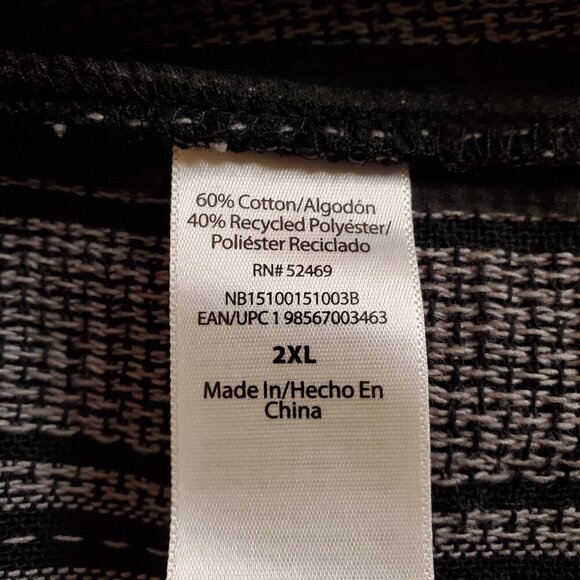 60% Cotton/Algodón
40% Recycled Polyéster/
Poliéster Reciclado
RN# 52469
NB15100151003B
EAN/UPC 1 98567003463
2XL
Made In/Hecho En
China